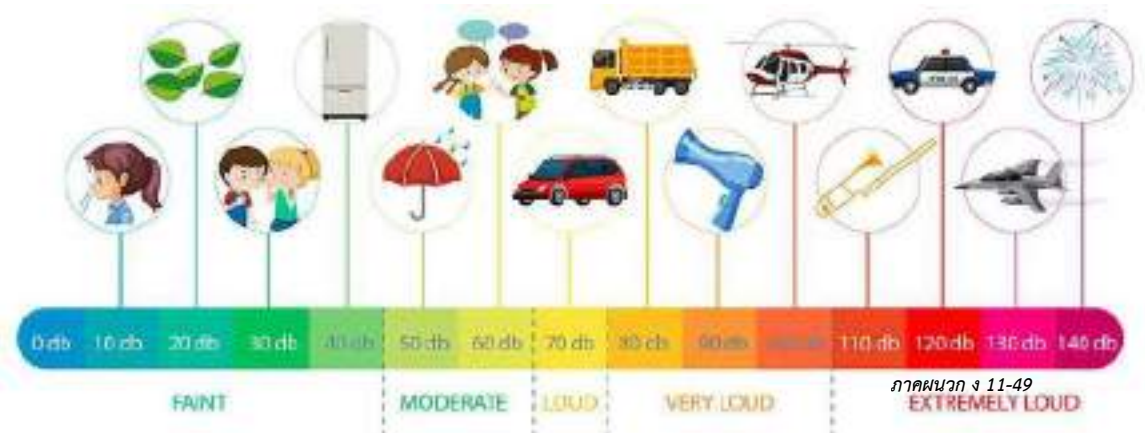 0 db 10 db 20 db 30 db 40 db 50 db 60 db 70 db 80 db 90 db 110 db 120 db 130 db 140 db
ภาคผนวก ง 11-49
FAINT MODERATE LOUD VERY LOUD EXTREMELY LOUD